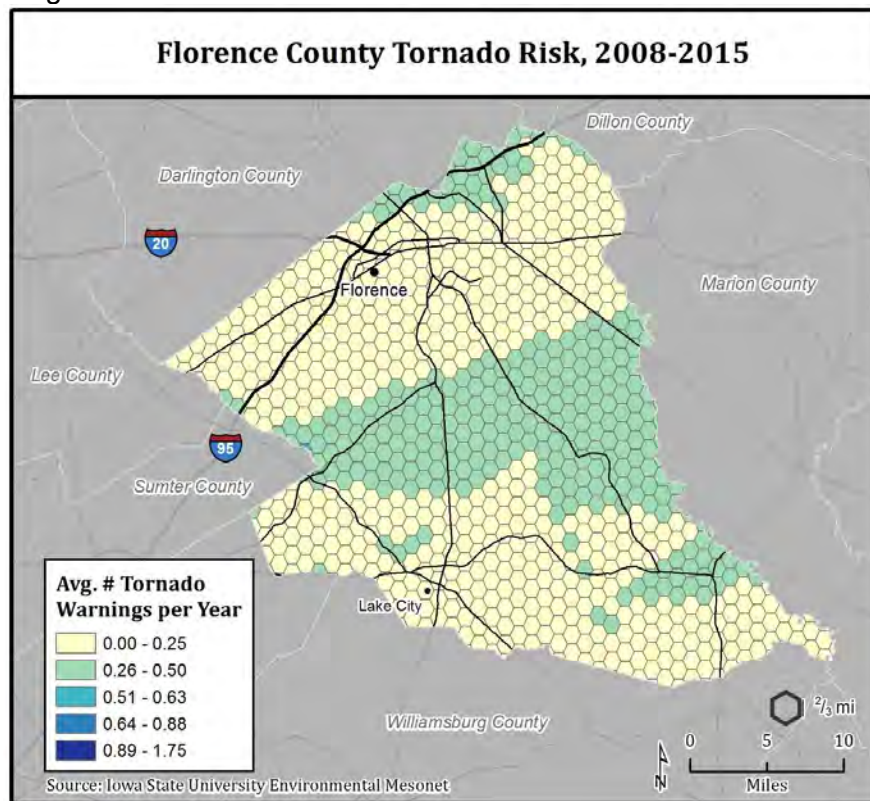 Florence County Tornado Risk, 2008-2015
Dillon County
Darlington County
20
Marion County
Florence
Lee County
95
Sumter County
Avg. # Tornado
Warnings per Year
0.00 - 0.25
0.26 - 0.50
0.51 - 0.63
0.64 - 0.88
0.89 - 1.75
Lake City
Williamsburg County
2/3 mi
0 5 10
Miles
N
Source: Iowa State University Environmental Mesonet